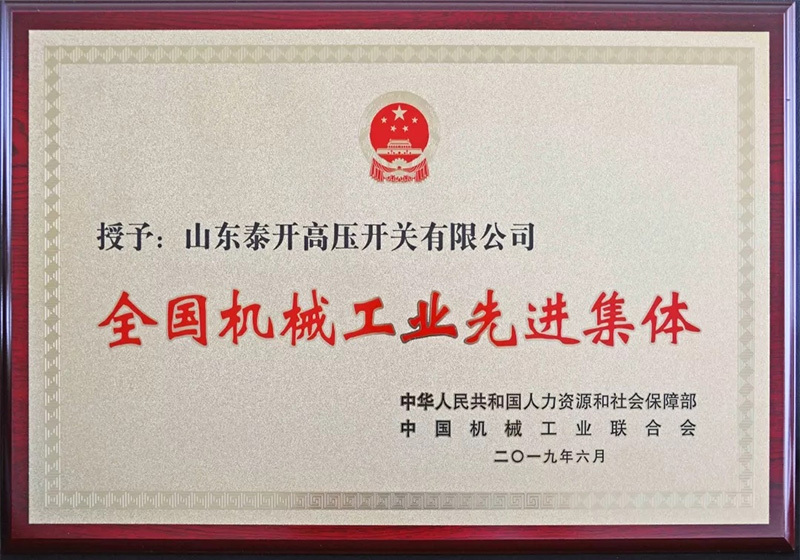 授予：山东泰开高压开关有限公司
全国机械工业先进集体
中华人民共和国人力资源和社会保障部
中国机械工业联合会
二〇一九年六月